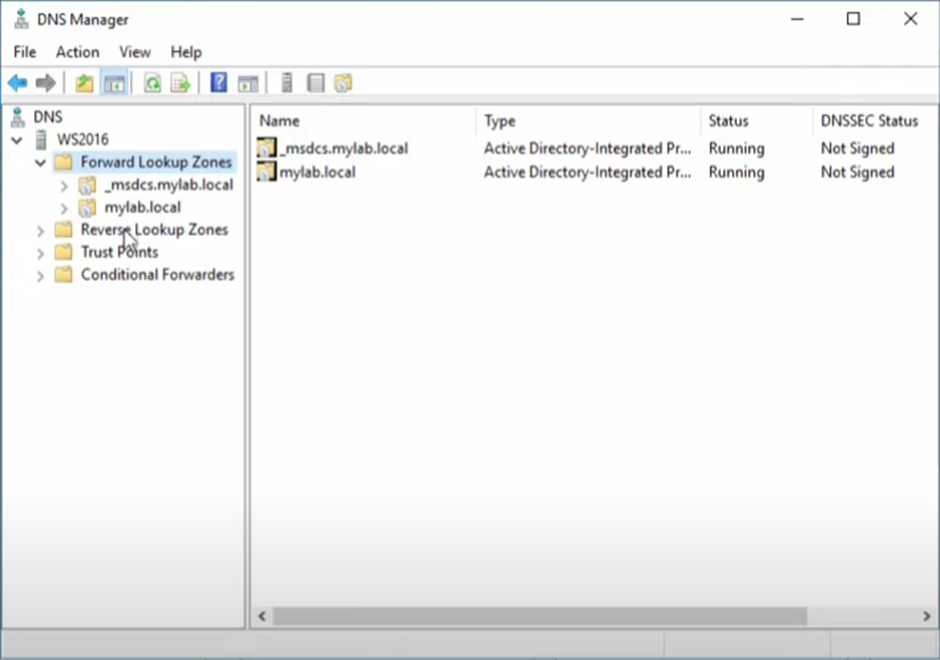 DNS Manager
File Action View Help
DNS
WS2016
Forward Lookup Zones
_msdcs.mylab.local
mylab.local
Reverse Lookup Zones
Trust Points
Conditional Forwarders
Name Type Status DNSSEC Status
_msdcs.mylab.local Active Directory-Integrated Pr... Running Not Signed
mylab.local Active Directory-Integrated Pr... Running Not Signed